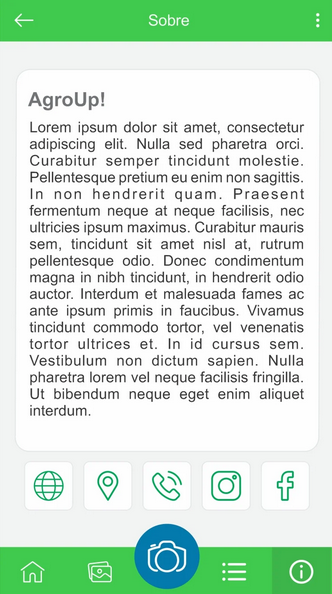 Sobre
AgroUp!
Lorem ipsum dolor sit amet, consectetur
adipiscing elit. Nulla sed pharetra orci.
Curabitur semper tincidunt molestie.
Pellentesque pretium eu enim non sagittis.
In non hendrerit quam. Praesent
fermentum neque at neque facilisis, nec
ultricies ipsum maximus. Curabitur mauris
sem, tincidunt sit amet nisl at, rutrum
pellentesque odio. Donec condimentum
magna in nibh tincidunt, in hendrerit odio
auctor. Interdum et malesuada fames ac
ante ipsum primis in faucibus. Vivamus
tincidunt commodo tortor, vel venenatis
tortor ultrices et. In id cursus sem.
Vestibulum non dictum sapien. Nulla
pharetra lorem vel neque facilisis fringilla.
Ut bibendum neque eget enim aliquet
interdum.